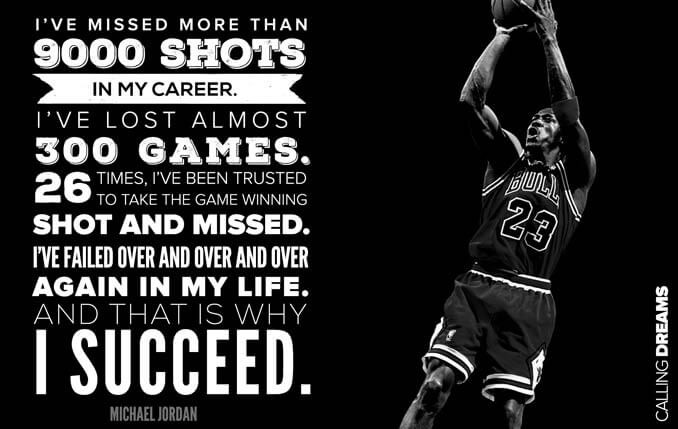 I'VE MISSED MORE THAN
9000 SHOTS
IN MY CAREER.
I'VE LOST ALMOST
300 GAMES.
26 TIMES, I'VE BEEN TRUSTED
TO TAKE THE GAME WINNING
SHOT AND MISSED.
I'VE FAILED OVER AND OVER AND OVER
AGAIN IN MY LIFE.
AND THAT IS WHY
I SUCCEED.
MICHAEL JORDAN
BULL
23
CALLING DREAMS